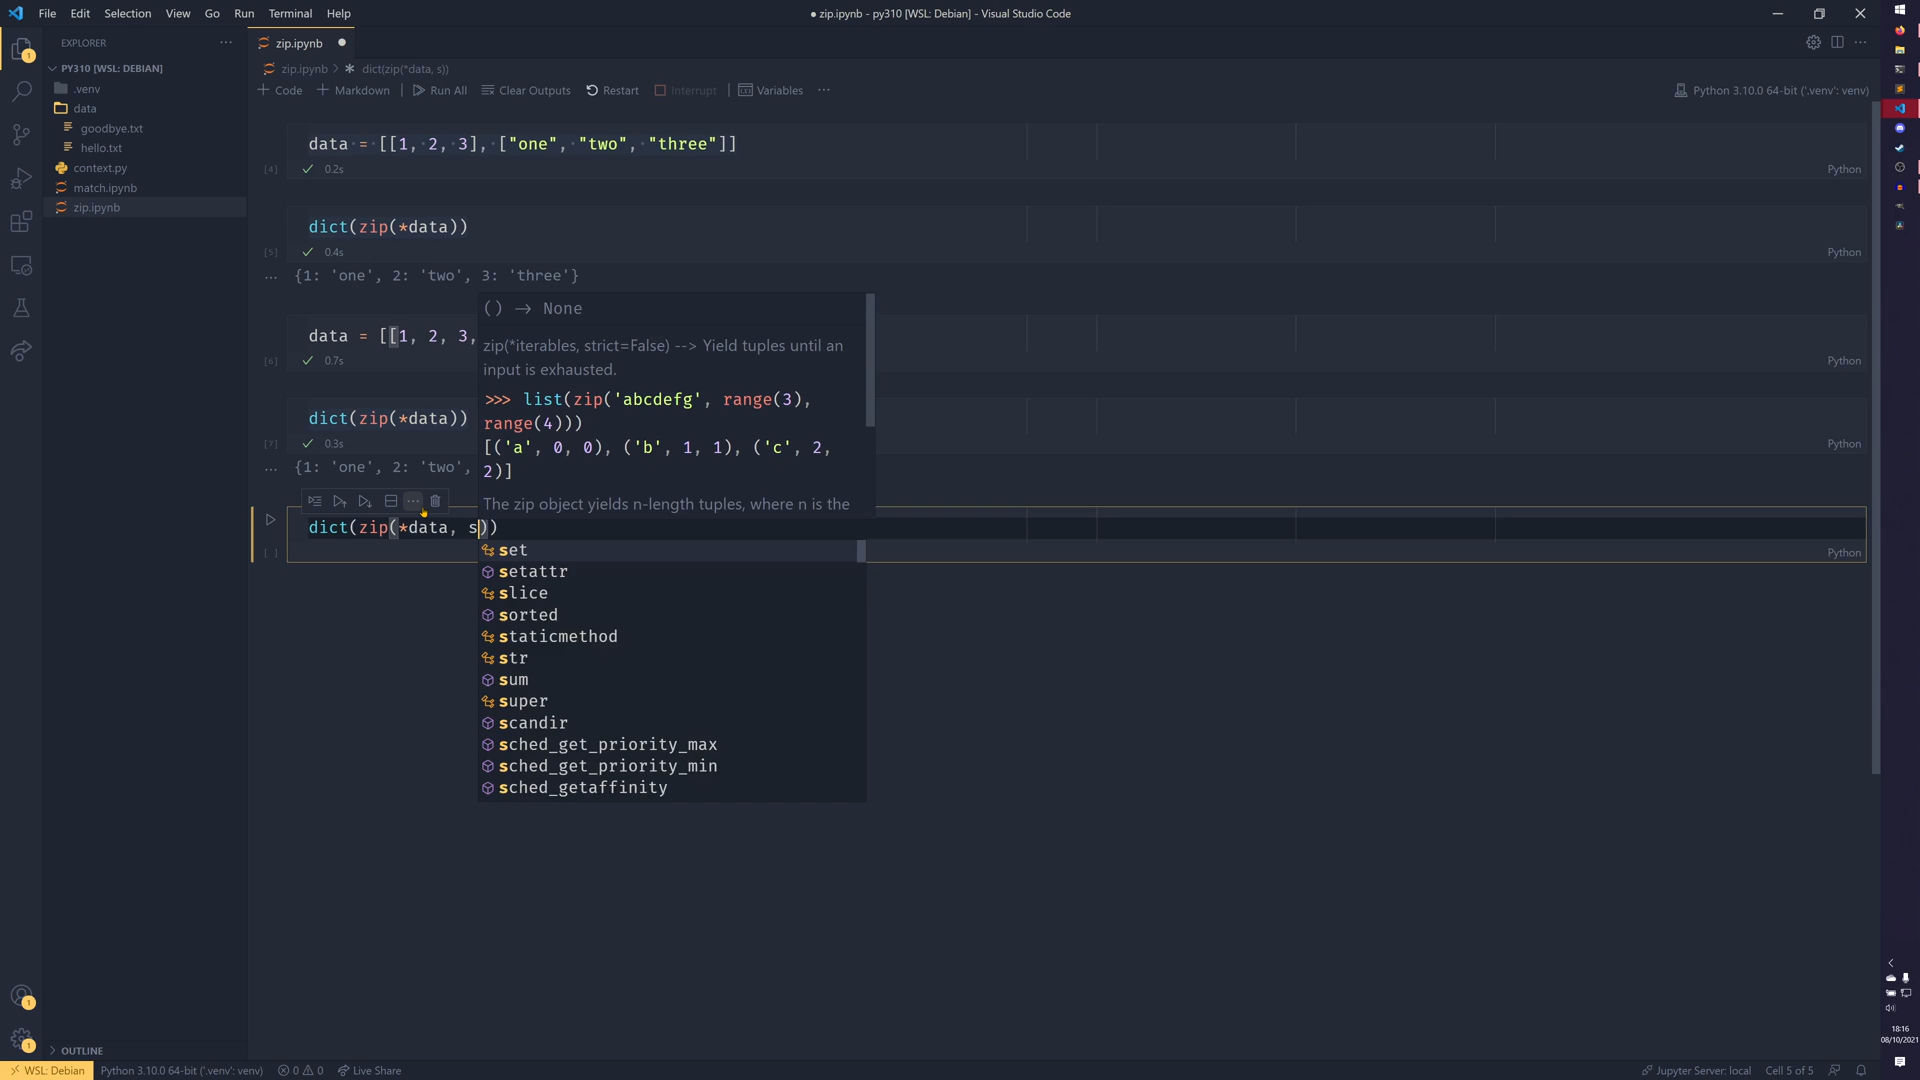 File Edit Selection View Go Run Terminal Help
● zip.ipynb - py310 [WSL: Debian] - Visual Studio Code
EXPLORER
PY310 [WSL: DEBIAN]
.venv
data
goodbye.txt
hello.txt
context.py
match.ipynb
zip.ipynb
OUTLINE
zip.ipynb
zip.ipynb > dict(zip(*data, s))
+ Code + Markdown Run All Clear Outputs Restart Interrupt Variables ...
Python 3.10.0 64-bit ('.venv': venv)
data = [[1, 2, 3], ["one", "two", "three"]]
[4] ✓ 0.2s Python
dict(zip(*data))
[5] ✓ 0.4s Python
... {1: 'one', 2: 'two', 3: 'three'}
data = [[1, 2, 3,
[6] ✓ 0.7s Python
dict(zip(*data))
[7] ✓ 0.3s Python
... {1: 'one', 2: 'two',
() → None
zip(*iterables, strict=False) --> Yield tuples until an
input is exhausted.
>>> list(zip('abcdefg', range(3),
range(4)))
[('a', 0, 0), ('b', 1, 1), ('c', 2,
2)]
The zip object yields n-length tuples, where n is the
dict(zip(*data, s))
[ ] Python
set
setattr
slice
sorted
staticmethod
str
sum
super
scandir
sched_get_priority_max
sched_get_priority_min
sched_getaffinity
WSL: Debian Python 3.10.0 64-bit ('.venv': venv) 0 0 Live Share
Jupyter Server: local Cell 5 of 5
18:16
08/10/2021
1
1
1